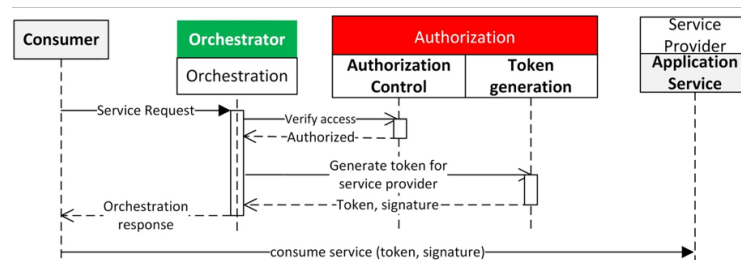 Consumer
Orchestrator
Orchestration
Authorization
Authorization
Control
Token
generation
Service
Provider
Application
Service
Service Request
Verify access
Authorized
Generate token for
service provider
Token, signature
Orchestration
response
consume service (token, signature)